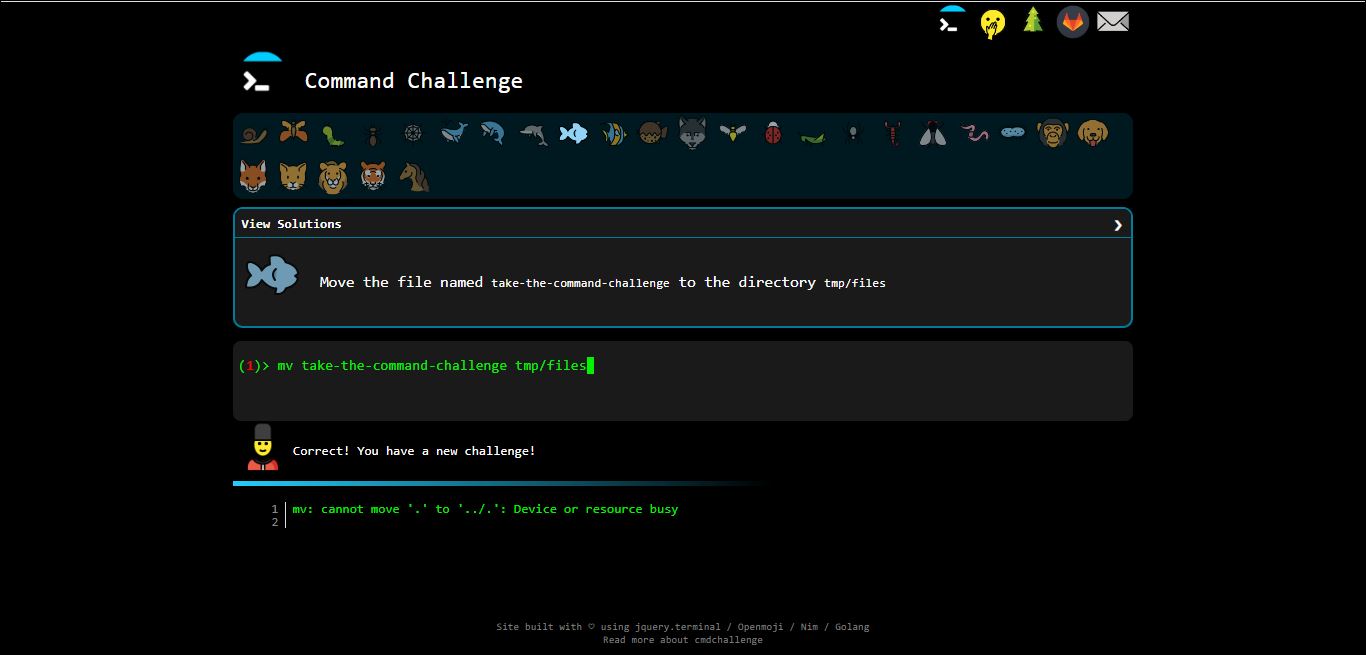 Command Challenge
View Solutions
Move the file named take-the-command-challenge to the directory tmp/files
(1)> mv take-the-command-challenge tmp/files
Correct! You have a new challenge!
1 mv: cannot move '.' to '../.': Device or resource busy
2
Site built with ♡ using jquery.terminal / Openmoji / Nim / Golang
Read more about cmdchallenge